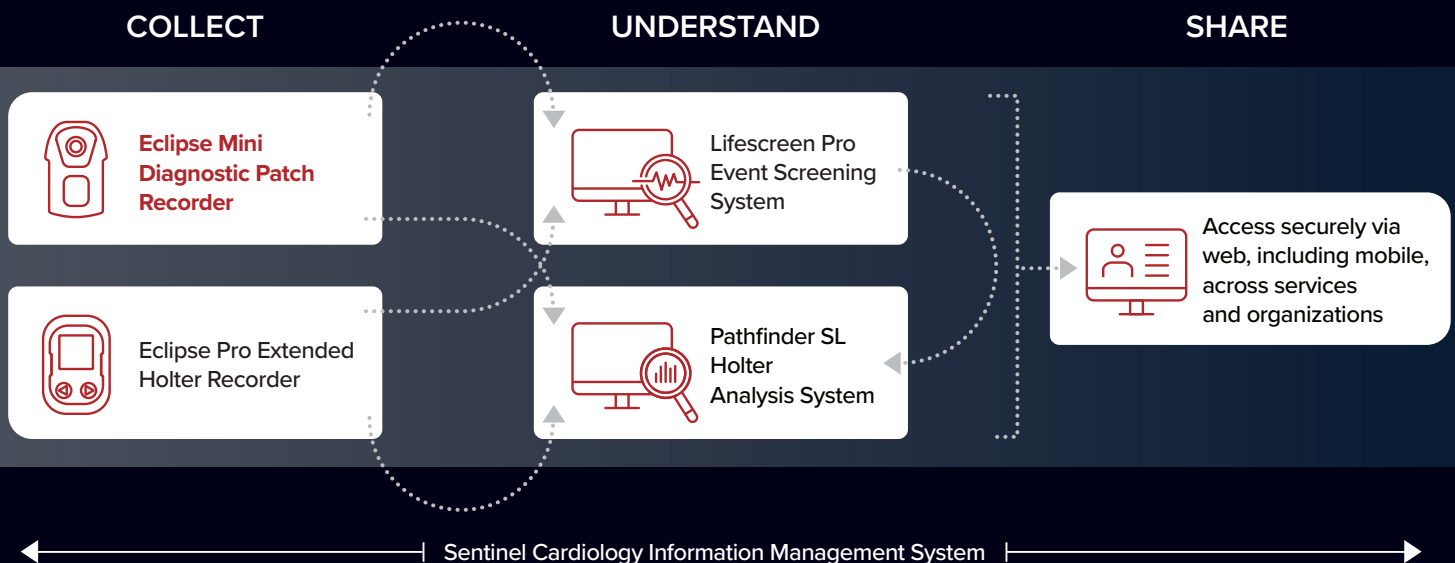 COLLECT
UNDERSTAND
SHARE
Eclipse Mini
Diagnostic Patch
Recorder
Lifescreen Pro
Event Screening
System
Access securely via
web, including mobile,
across services
and organizations
Eclipse Pro Extended
Holter Recorder
Pathfinder SL
Holter
Analysis System
Sentinel Cardiology Information Management System